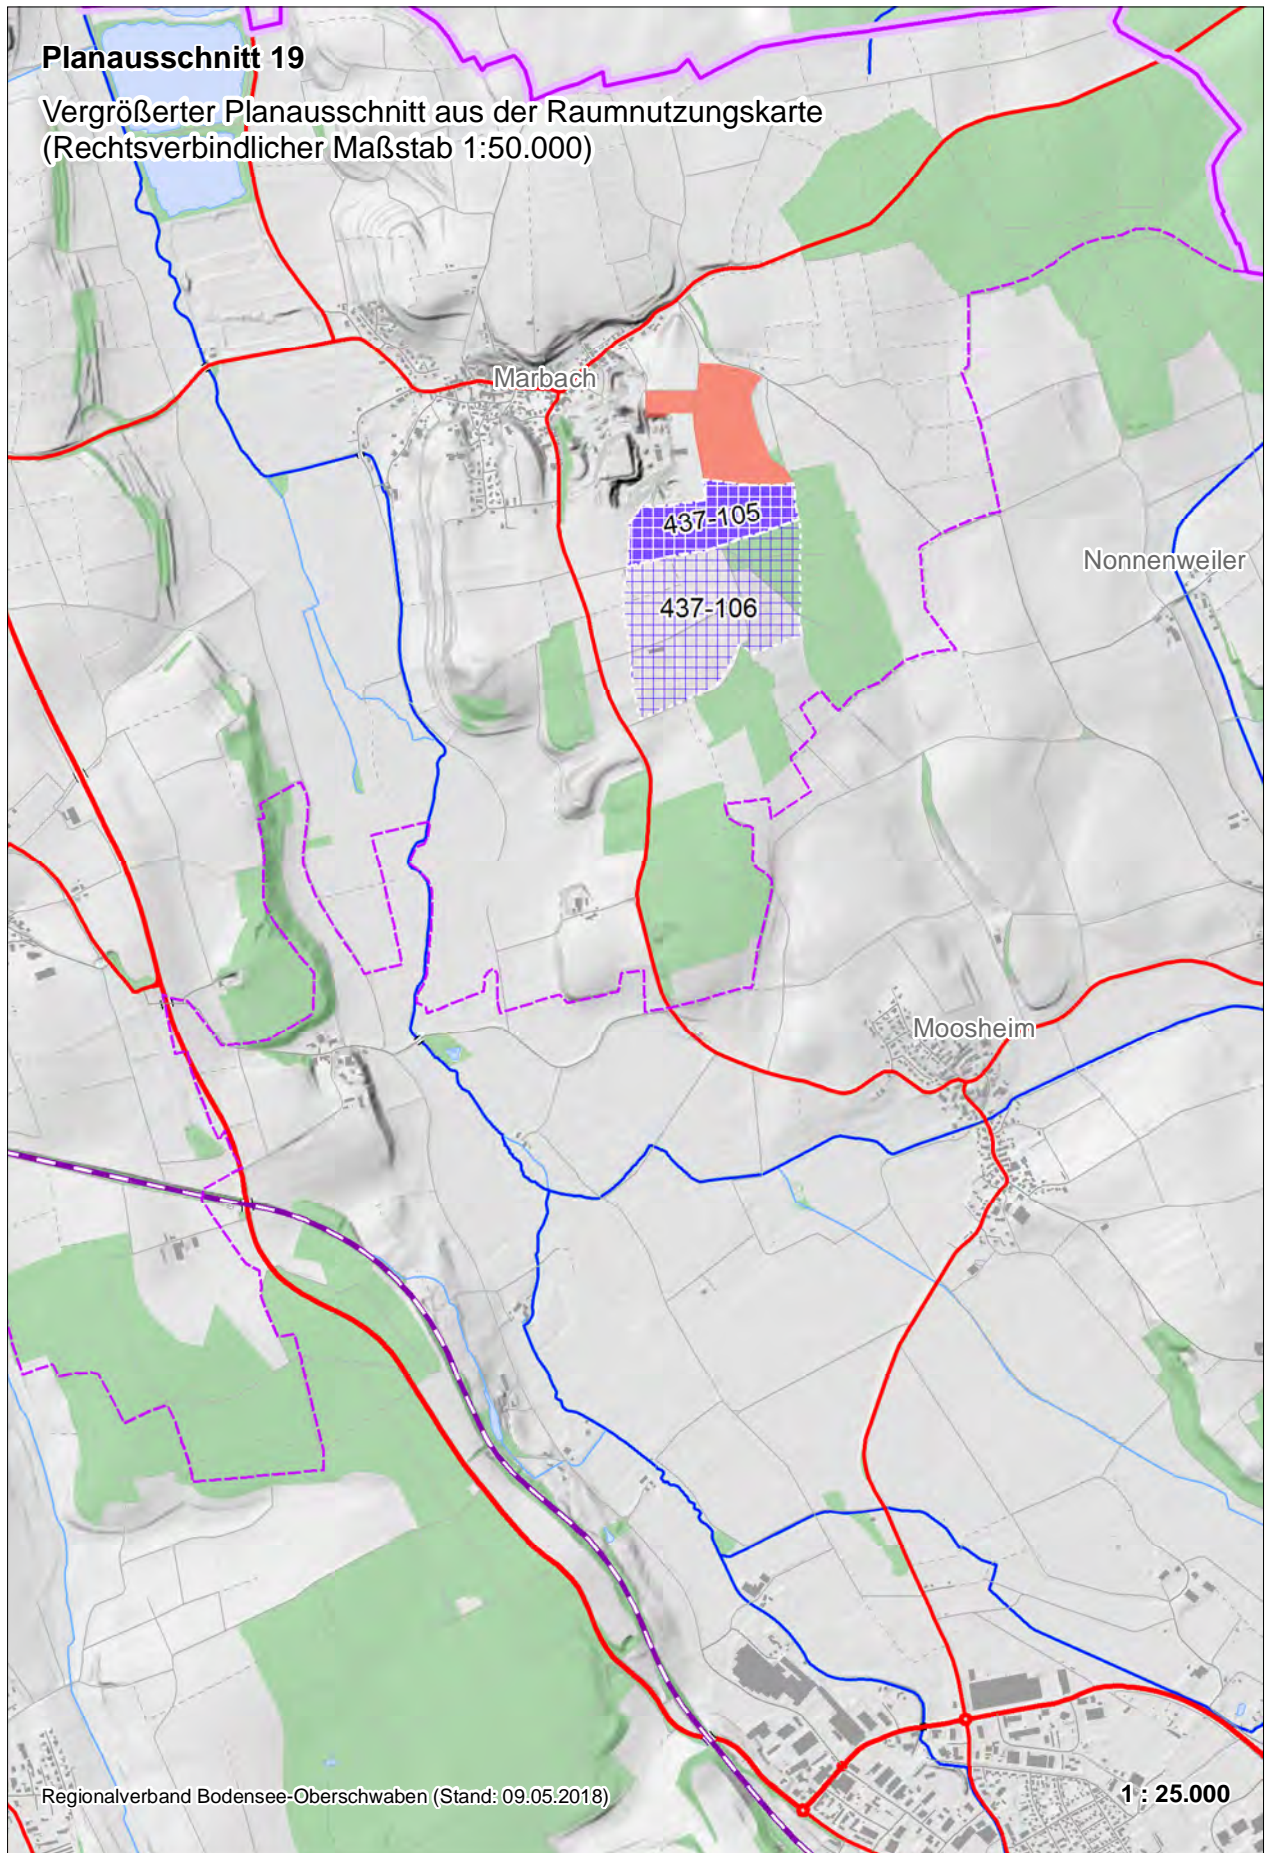 Planausschnitt 19
Vergrößerter Planausschnitt aus der Raumnutzungskarte
(Rechtsverbindlicher Maßstab 1:50.000)
Marbach
437-105
Nonnenweiler
437-106
Moosheim
Regionalverband Bodensee-Oberschwaben (Stand: 09.05.2018)
1 : 25.000